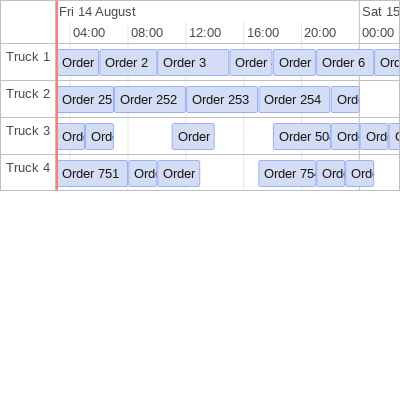 Fri 14 August Sat 15
04:00 08:00 12:00 16:00 20:00 00:00
Truck 1 Order Order 2 Order 3 Order Order Order 6 Ord
Truck 2 Order 25 Order 252 Order 253 Order 254 Ord
Truck 3 Ord Ord Order Order 50 Ord Ord
Truck 4 Order 751 Ord Order Order 75 Ord Ord